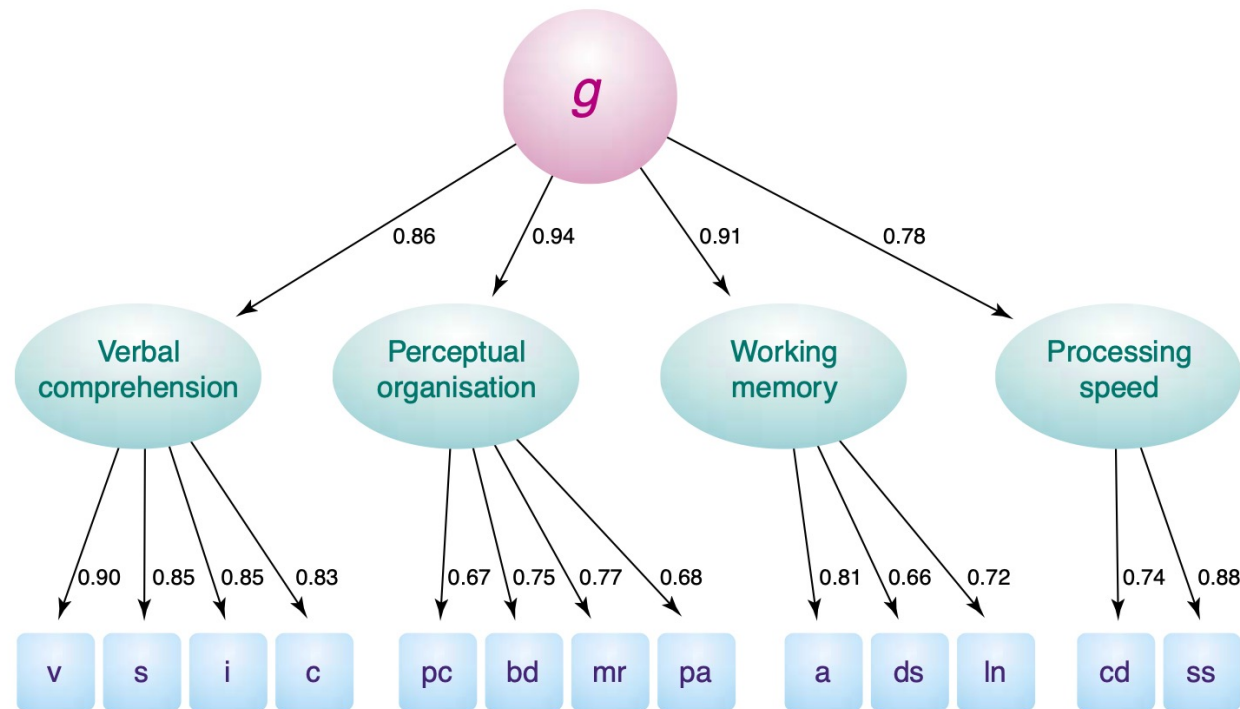 g
0.86
0.94
0.91
0.78
Verbal
comprehension
Perceptual
organisation
Working
memory
Processing
speed
0.90
0.85
0.85
0.83
0.67
0.75
0.77
0.68
0.81
0.66
0.72
0.74
0.88
v
s
i
c
pc
bd
mr
pa
a
ds
ln
cd
ss